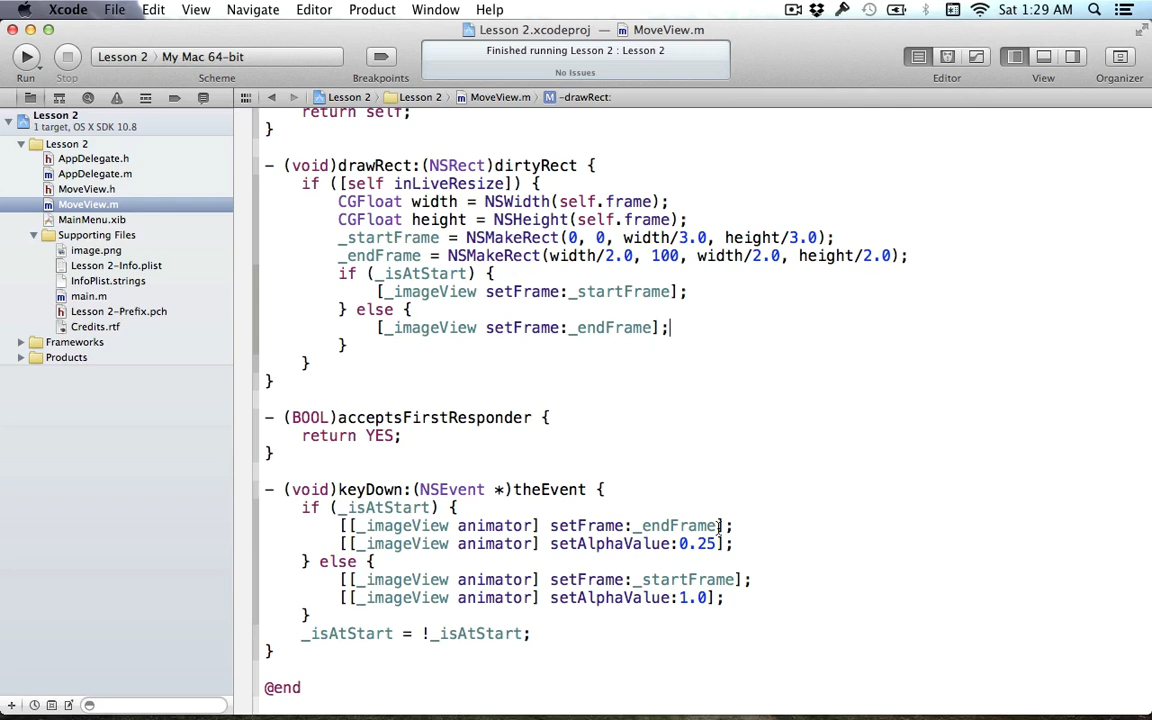 Xcode File Edit View Navigate Editor Product Window Help Sat 1:29 AM
Lesson 2.xcodeproj — MoveView.m
Run Stop Lesson 2 My Mac 64-bit Scheme Breakpoints
Finished running Lesson 2 : Lesson 2
No Issues
Editor View Organizer
Lesson 2 Lesson 2 MoveView.m -drawRect:
Lesson 2
1 target, OS X SDK 10.8
Lesson 2
AppDelegate.h
AppDelegate.m
MoveView.h
MoveView.m
MainMenu.xib
Supporting Files
image.png
Lesson 2-Info.plist
InfoPlist.strings
main.m
Lesson 2-Prefix.pch
Credits.rtf
Frameworks
Products
return self;
}
- (void)drawRect:(NSRect)dirtyRect {
if ([self inLiveResize]) {
CGFloat width = NSWidth(self.frame);
CGFloat height = NSHeight(self.frame);
_startFrame = NSMakeRect(0, 0, width/3.0, height/3.0);
_endFrame = NSMakeRect(width/2.0, 100, width/2.0, height/2.0);
if (_isAtStart) {
[_imageView setFrame:_startFrame];
} else {
[_imageView setFrame:_endFrame];
}
}
}
- (BOOL)acceptsFirstResponder {
return YES;
}
- (void)keyDown:(NSEvent *)theEvent {
if (_isAtStart) {
[[_imageView animator] setFrame:_endFrame];
[[_imageView animator] setAlphaValue:0.25];
} else {
[[_imageView animator] setFrame:_startFrame];
[[_imageView animator] setAlphaValue:1.0];
}
_isAtStart = !_isAtStart;
}
@end